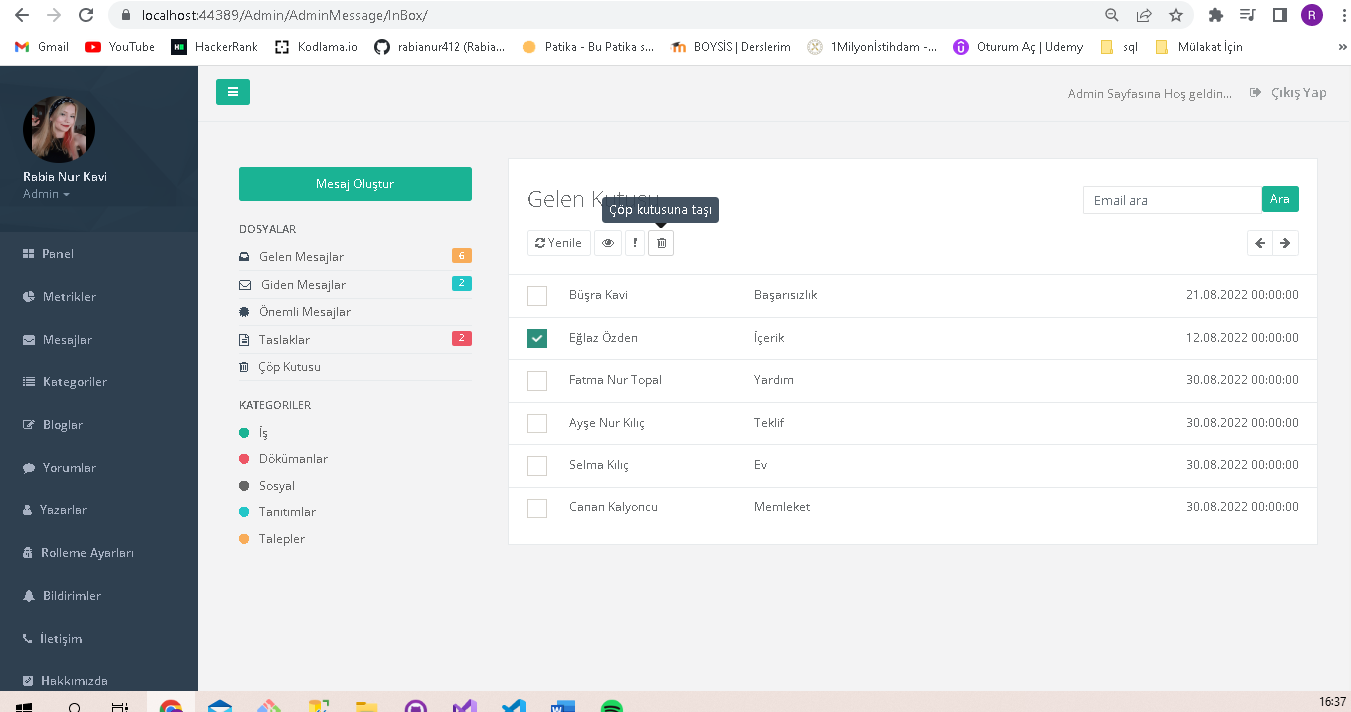 localhost:44389/Admin/AdminMessage/InBox/
R
Gmail YouTube HackerRank Kodlama.io rabianur412 (Rabia... Patika - Bu Patika s... BOYSİS | Derslerim 1Milyonİstihdam -... Oturum Aç | Udemy sql Mülakat İçin »
Admin Sayfasına Hoş geldin... Çıkış Yap
Rabia Nur Kavi
Admin
Panel
Metrikler
Mesajlar
Kategoriler
Bloglar
Yorumlar
Yazarlar
Rolleme Ayarları
Bildirimler
İletişim
Hakkımızda
Mesaj Oluştur
DOSYALAR
Gelen Mesajlar 6
Giden Mesajlar 2
Önemli Mesajlar
Taslaklar 2
Çöp Kutusu
KATEGORILER
İş
Dökümanlar
Sosyal
Tanıtımlar
Talepler
Gelen Kutusu
Email ara Ara
Çöp kutusuna taşı
Yenile !
Büşra Kavi Başarısızlık 21.08.2022 00:00:00
Eğlaz Özden İçerik 12.08.2022 00:00:00
Fatma Nur Topal Yardım 30.08.2022 00:00:00
Ayşe Nur Kılıç Teklif 30.08.2022 00:00:00
Selma Kılıç Ev 30.08.2022 00:00:00
Canan Kalyoncu Memleket 30.08.2022 00:00:00
16:37